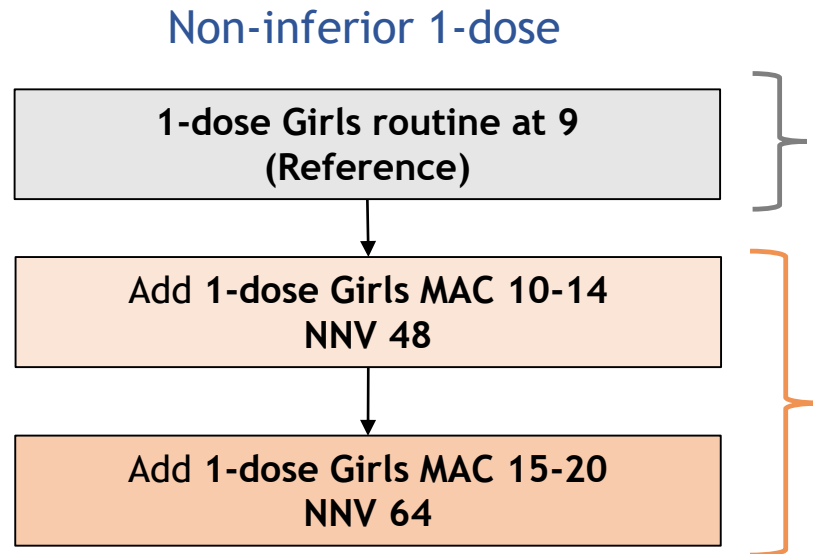 Non-inferior 1-dose
1-dose Girls routine at 9
(Reference)
Add 1-dose Girls MAC 10-14
NNV 48
Add 1-dose Girls MAC 15-20
NNV 64